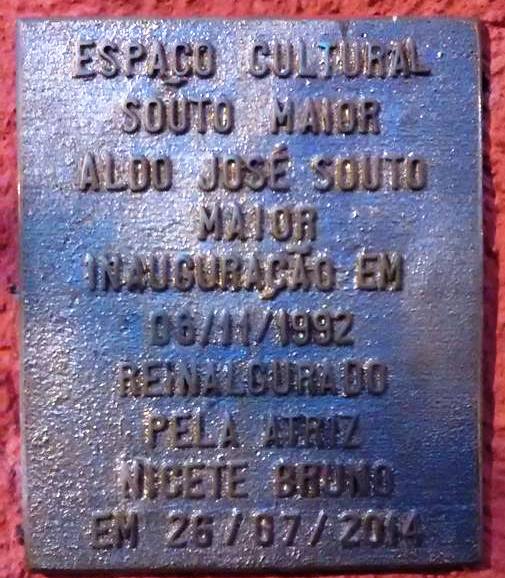 ESPAÇO CULTURAL
SOUTO MAIOR
ALDO JOSÉ SOUTO
MAIOR
INAUGURAÇÃO EM
06/11/1992
REINALGURADO
PELA ATRIZ
NICETE BRUNO
EM 26/07/2014